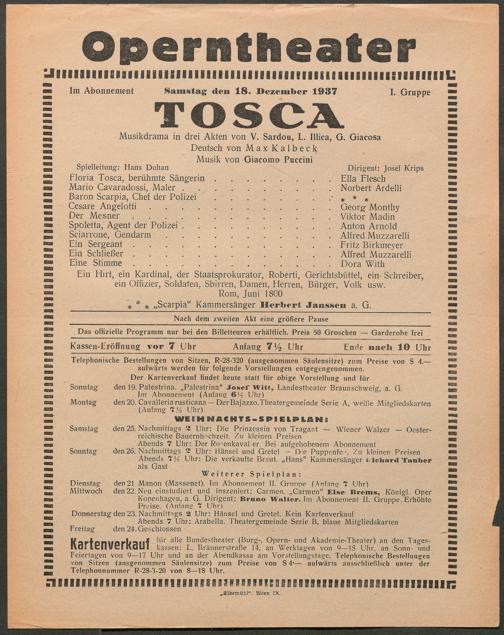 Operntheater
Im Abonnement Samstag den 18. Dezember 1937 I. Gruppe
TOSCA
Musikdrama in drei Akten von V. Sardou, L. Illica, G. Giacosa
Deutsch von Max Kalbeck
Musik von Giacomo Puccini
Spielleitung: Hans Duhan Dirigent: Josef Krips
Floria Tosca, berühmte Sängerin . . . . . . . . Ella Flesch
Mario Cavaradossi, Maler . . . . . . . . . Norbert Ardelli
Baron Scarpia, Chef der Polizei . . . . . . . . * * *
Cesare Angelotti . . . . . . . . . . Georg Monthy
Der Mesner . . . . . . . . . . . Viktor Madin
Spoletta, Agent der Polizei . . . . . . . . . Anton Arnold
Sciarrone, Gendarm . . . . . . . . . . Alfred Muzzarelli
Ein Sergeant . . . . . . . . . . . Fritz Birkmeyer
Ein Schließer . . . . . . . . . . . Alfred Muzzarelli
Eine Stimme . . . . . . . . . . . Dora With
Ein Hirt, ein Kardinal, der Staatsprokurator, Roberti, Gerichtsbüttel, ein Schreiber,
ein Offizier, Soldaten, Sbirren, Damen, Herren, Bürger, Volk usw.
Rom, Juni 1800
* * * „Scarpia" Kammersänger Herbert Janssen a. G.
Nach dem zweiten Akt eine größere Pause
Das offizielle Programm nur bei den Billetteuren erhältlich. Preis 50 Groschen — Garderobe frei
Kassen-Eröffnung vor 7 Uhr Anfang 7½ Uhr Ende nach 10 Uhr
Telephonische Bestellungen von Sitzen, R-28-320 (ausgenommen Säulensitze) zum Preise von S 4.—
aufwärts werden für folgende Vorstellungen entgegengenommen.
Der Kartenverkauf findet heute statt für obige Vorstellung und für
Sonntag den 19. Palestrina. „Palestrina" Josef Witt, Landestheater Braunschweig, a. G.
Im Abonnement (Anfang 6½ Uhr)
Montag den 20. Cavalleria rusticana — Der Bajazzo. Theatergemeinde Serie A, weiße Mitgliedskarten
(Anfang 7½ Uhr)
WEIHNACHTS-SPIELPLAN:
Samstag den 25. Nachmittags 2 Uhr: Die Prinzessin von Tragant — Wiener Walzer — Oester-
reichische Bauernhochzeit. Zu kleinen Preisen
Abends 7 Uhr: Der Rosenkavalier. Bei aufgehobenem Abonnement
Sonntag den 26. Nachmittags 2 Uhr: Hänsel und Gretel — Die Puppenfee. Zu kleinen Preisen
Abends 7½ Uhr: Die verkaufte Braut. „Hans" Kammersänger Richard Tauber
als Gast
Weiterer Spielplan:
Dienstag den 21. Manon (Massenet). Im Abonnement II. Gruppe (Anfang 7 Uhr)
Mittwoch den 22. Neu einstudiert und inszeniert: Carmen. „Carmen" Else Brems, Königl. Oper
Kopenhagen, a. G. Dirigent: Bruno Walter. Im Abonnement II. Gruppe. Erhöhte
Preise. (Anfang 7 Uhr)
Donnerstag den 23. Nachmittags 2 Uhr: Hänsel und Gretel. Kein Kartenverkauf
Abends 7 Uhr: Arabella. Theatergemeinde Serie B, blaue Mitgliedskarten
Freitag den 24. Geschlossen
Kartenverkauf für alle Bundestheater (Burg-, Opern- und Akademie-Theater) an den Tages-
kassen: I., Bräunerstraße 14, an Werktagen von 9—18 Uhr, an Sonn- und
Feiertagen von 9—17 Uhr und an der Abendkassa am Vorstellungstage. Telephonische Bestellungen
von Sitzen (ausgenommen Säulensitze) zum Preise von S 4·— aufwärts ausschließlich unter der
Telephonnummer R-28-3-20 von 8—18 Uhr.
„Elbemühl", Wien IX.